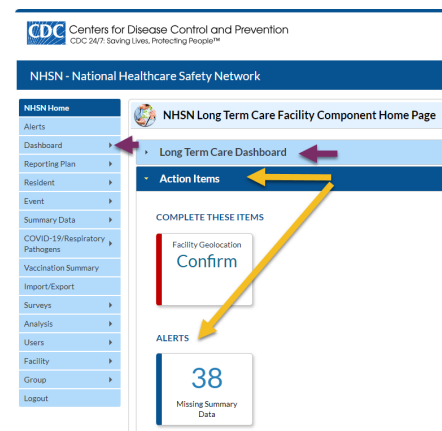 CDC Centers for Disease Control and Prevention
CDC 24/7: Saving Lives, Protecting People™
NHSN - National Healthcare Safety Network
NHSN Home
Alerts
Dashboard
Reporting Plan
Resident
Event
Summary Data
COVID-19/Respiratory
Pathogens
Vaccination Summary
Import/Export
Surveys
Analysis
Users
Facility
Group
Logout
NHSN Long Term Care Facility Component Home Page
Long Term Care Dashboard
Action Items
COMPLETE THESE ITEMS
Facility Geolocation
Confirm
ALERTS
38
Missing Summary
Data